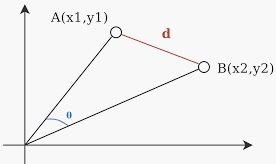 A(x1,y1)
d
B(x2,y2)
θ